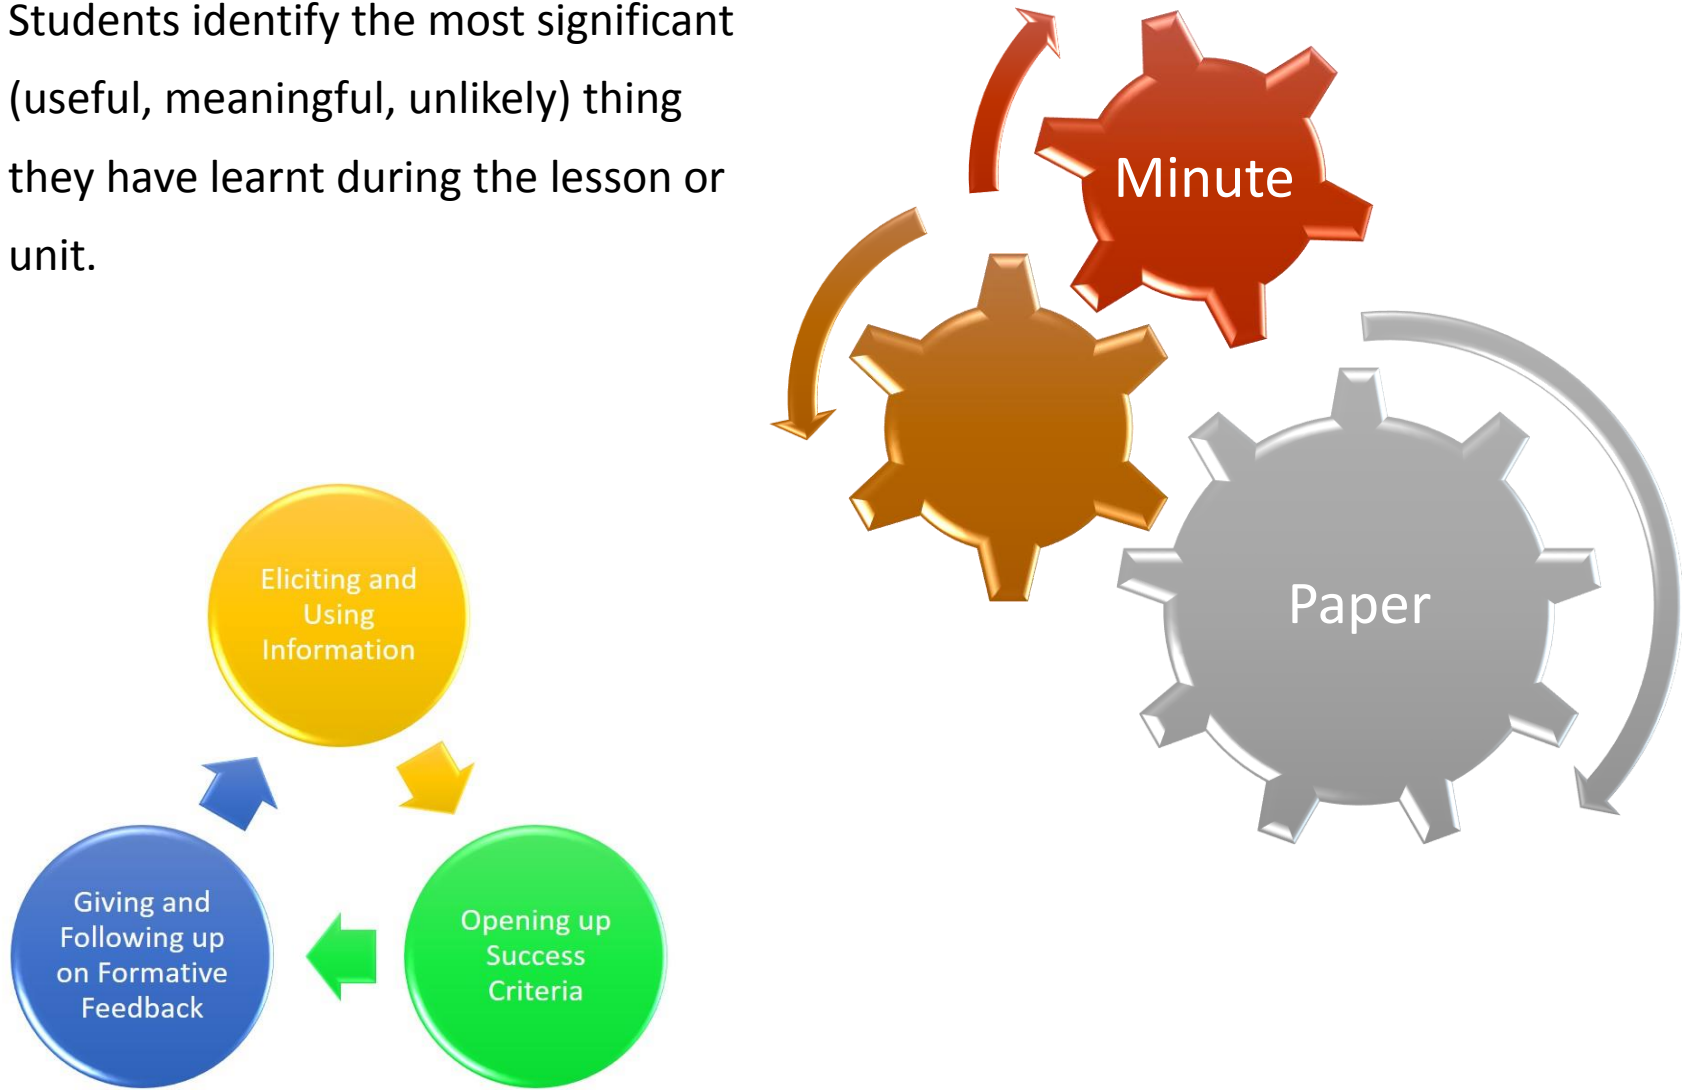 Students identify the most significant
(useful, meaningful, unlikely) thing
they have learnt during the lesson or
unit.
Minute
Paper
Eliciting and
Using
Information
Opening up
Success
Criteria
Giving and
Following up
on Formative
Feedback